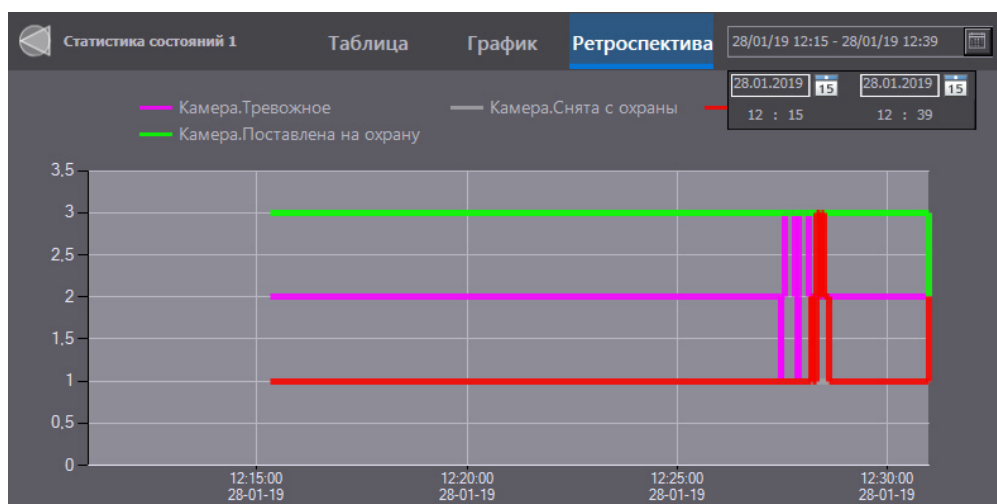 Статистика состояний 1
Таблица
График
Ретроспектива
28/01/19 12:15 - 28/01/19 12:39
28.01.2019 15 28.01.2019 15
12 : 15 12 : 39
Камера.Тревожное
Камера.Снята с охраны
Камера.Поставлена на охрану
3,5
3
2,5
2
1,5
1
0,5
0
12:15:00 12:20:00 12:25:00 12:30:00
28-01-19 28-01-19 28-01-19 28-01-19